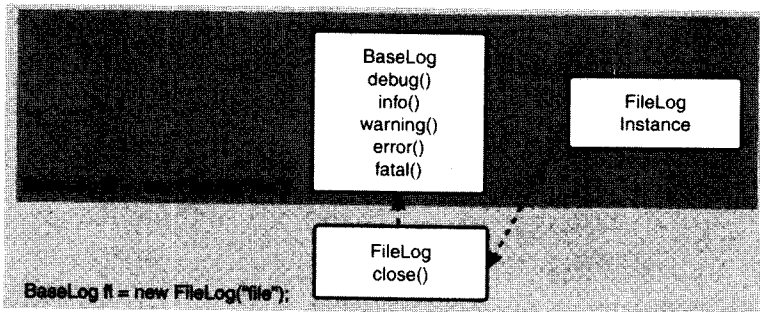 BaseLog
debug()
info()
warning()
error()
fatal()
FileLog
Instance
FileLog
close()
BaseLog fl = new FileLog("file");